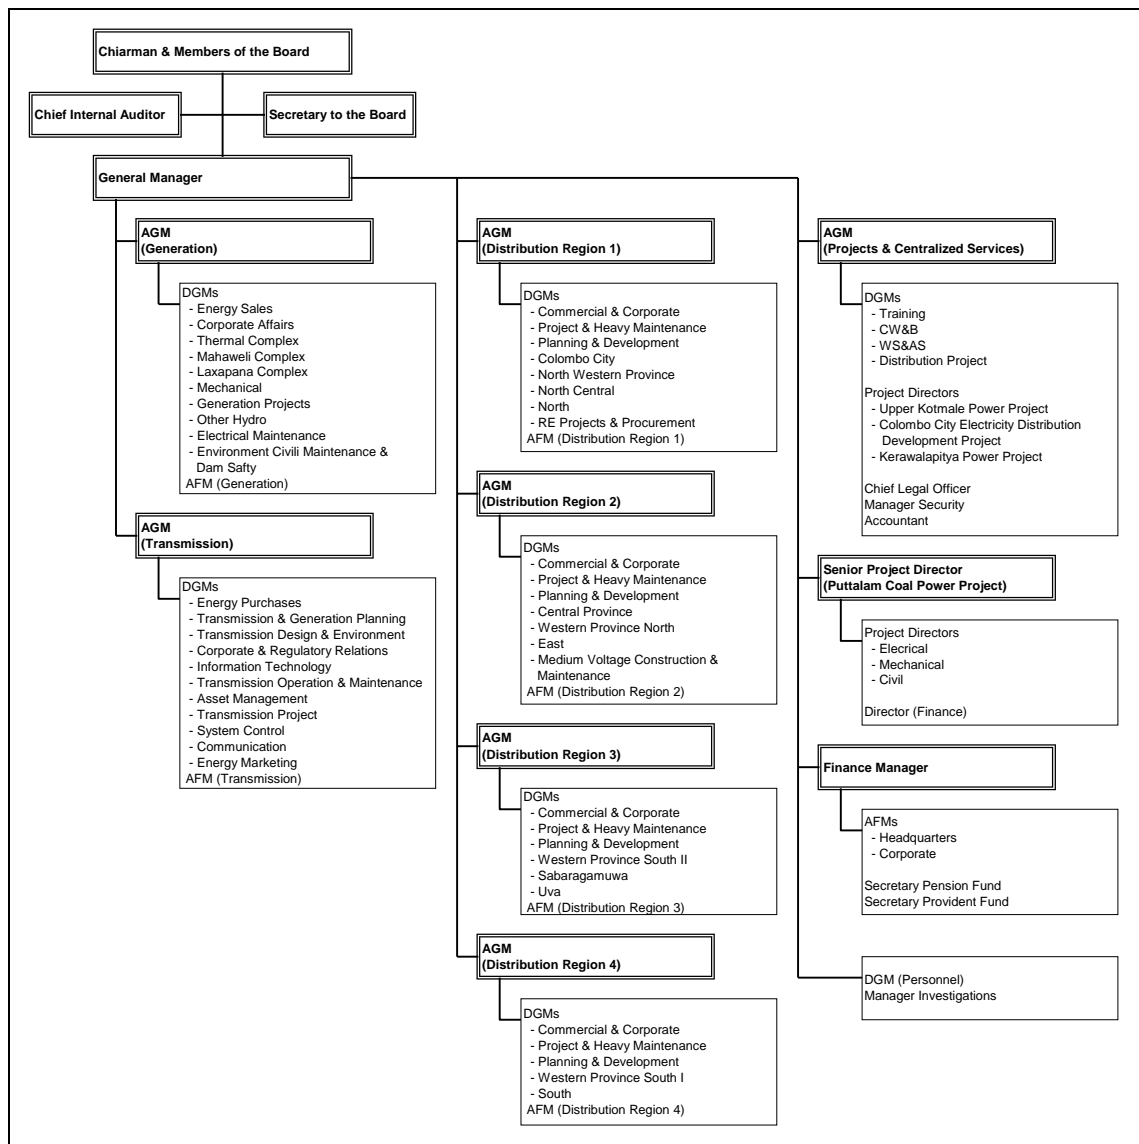 Chiarman & Members of the Board
Chief Internal Auditor
Secretary to the Board
General Manager
AGM
(Generation)
DGMs
- Energy Sales
- Corporate Affairs
- Thermal Complex
- Mahaweli Complex
- Laxapana Complex
- Mechanical
- Generation Projects
- Other Hydro
- Electrical Maintenance
- Environment Civili Maintenance &
Dam Safty
AFM (Generation)
AGM
(Transmission)
DGMs
- Energy Purchases
- Transmission & Generation Planning
- Transmission Design & Environment
- Corporate & Regulatory Relations
- Information Technology
- Transmission Operation & Maintenance
- Asset Management
- Transmission Project
- System Control
- Communication
- Energy Marketing
AFM (Transmission)
AGM
(Distribution Region 1)
DGMs
- Commercial & Corporate
- Project & Heavy Maintenance
- Planning & Development
- Colombo City
- North Western Province
- North Central
- North
- RE Projects & Procurement
AFM (Distribution Region 1)
AGM
(Distribution Region 2)
DGMs
- Commercial & Corporate
- Project & Heavy Maintenance
- Planning & Development
- Central Province
- Western Province North
- East
- Medium Voltage Construction &
Maintenance
AFM (Distribution Region 2)
AGM
(Distribution Region 3)
DGMs
- Commercial & Corporate
- Project & Heavy Maintenance
- Planning & Development
- Western Province South II
- Sabaragamuwa
- Uva
AFM (Distribution Region 3)
AGM
(Distribution Region 4)
DGMs
- Commercial & Corporate
- Project & Heavy Maintenance
- Planning & Development
- Western Province South I
- South
AFM (Distribution Region 4)
AGM
(Projects & Centralized Services)
DGMs
- Training
- CW&B
- WS&AS
- Distribution Project
Project Directors
- Upper Kotmale Power Project
- Colombo City Electricity Distribution
Development Project
- Kerawalapitya Power Project
Chief Legal Officer
Manager Security
Accountant
Senior Project Director
(Puttalam Coal Power Project)
Project Directors
- Elecrical
- Mechanical
- Civil
Director (Finance)
Finance Manager
AFMs
- Headquarters
- Corporate
Secretary Pension Fund
Secretary Provident Fund
DGM (Personnel)
Manager Investigations